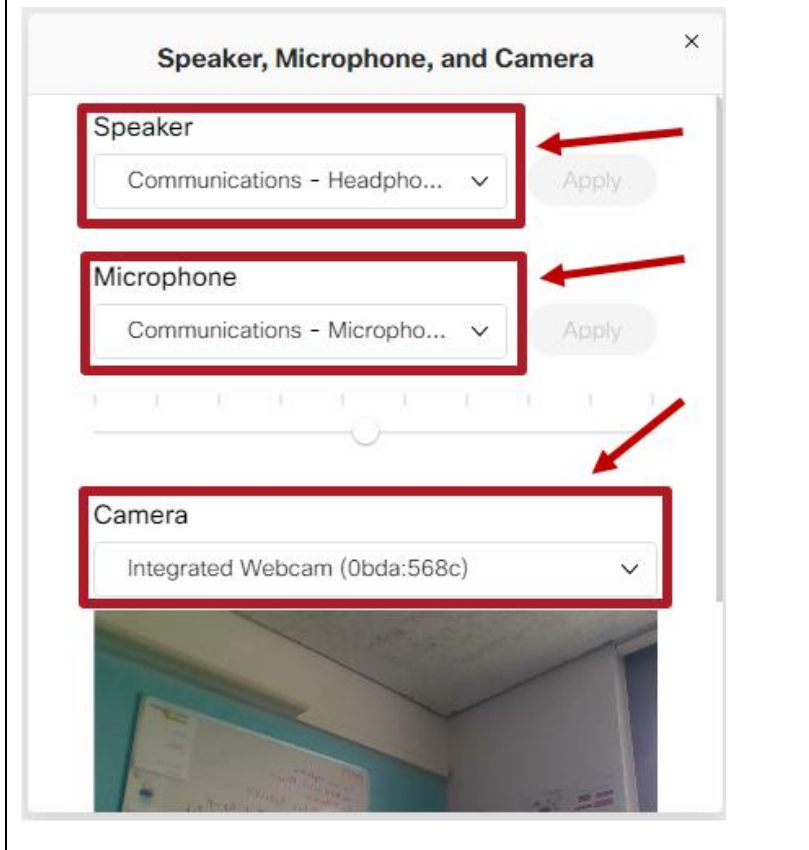 Speaker, Microphone, and Camera
Speaker
Communications - Headpho...
Apply
Microphone
Communications - Micropho...
Apply
Camera
Integrated Webcam (0bda:568c)